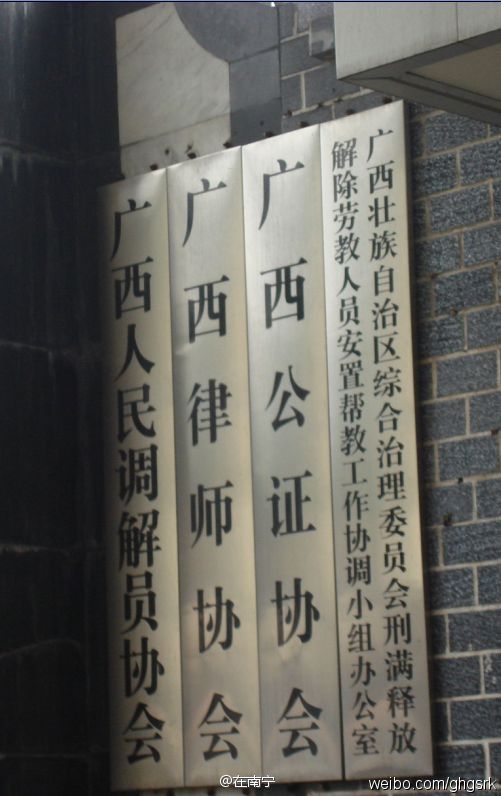 广西壮族自治区综合治理委员会刑满释放
解除劳教人员安置帮教工作协调小组办公室
广西公证协会
广西律师协会
广西人民调解员协会
@在南宁
weibo.com/ghgsrk